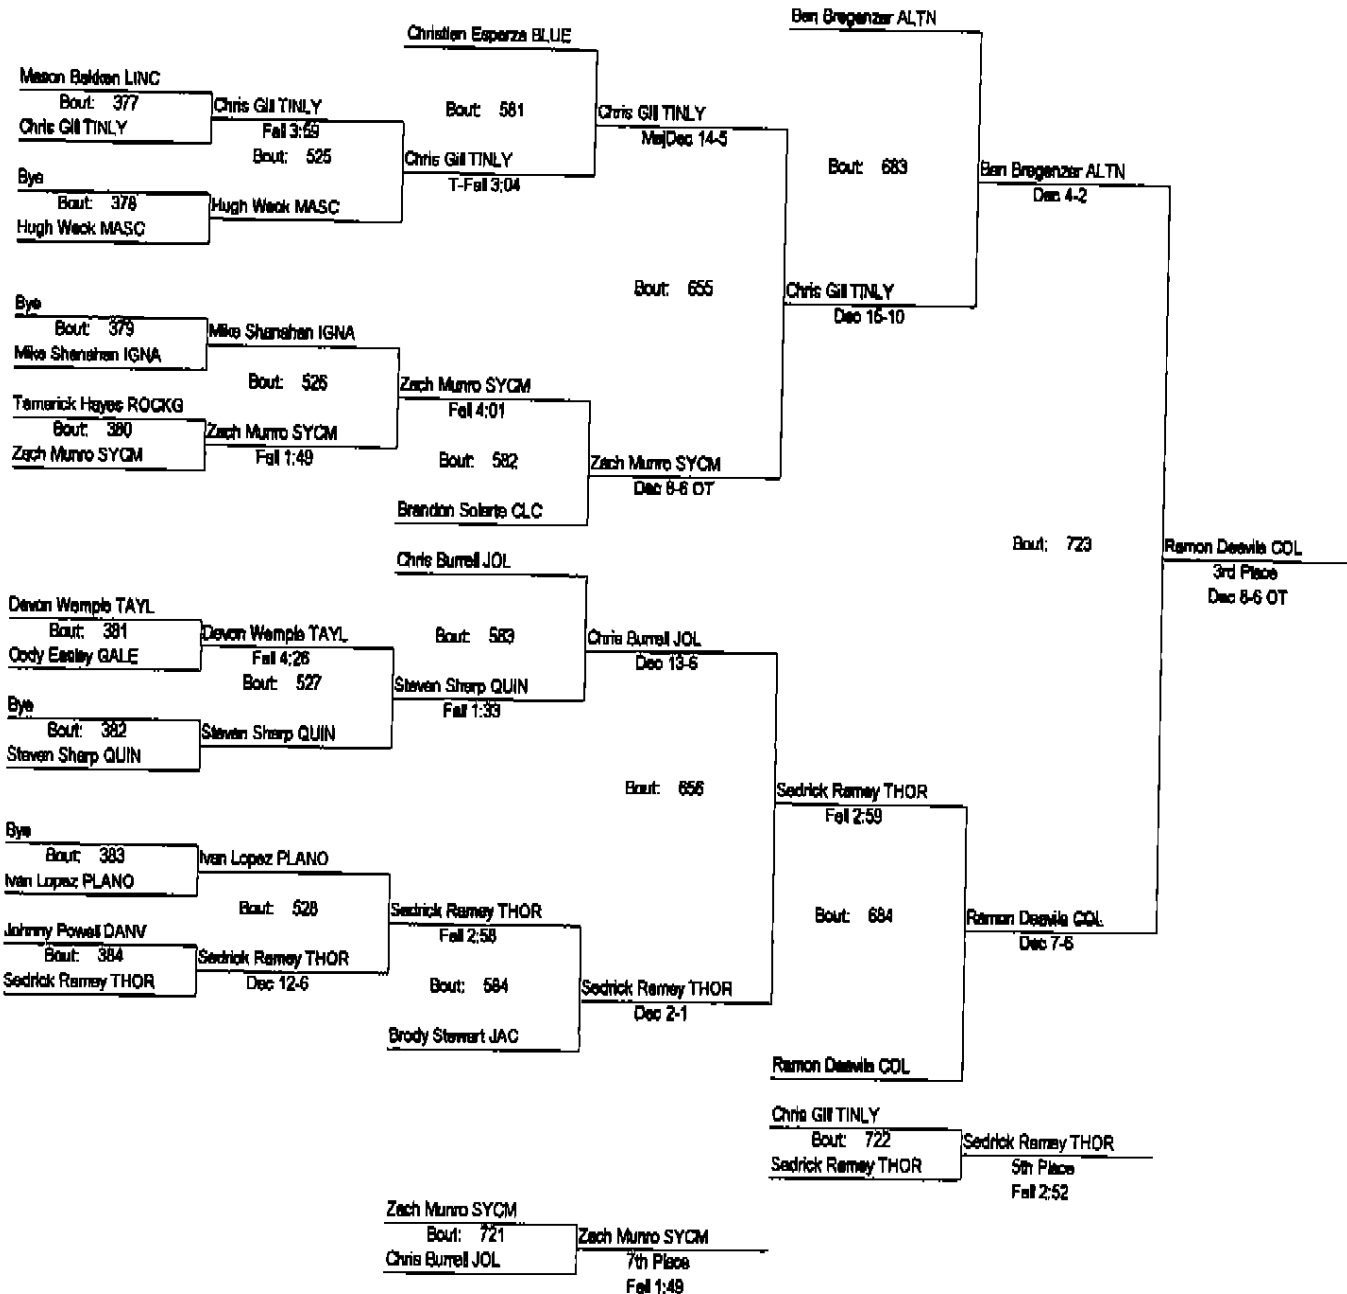 Ben Bregenzer ALTN
Christian Esparza BLUE
Mason Bakken LINC
Bout: 377
Chris Gill TINLY
Chris Gill TINLY
Fall 3:59
Bout: 525
Bye
Bout: 378
Hugh Weck MASC
Hugh Weck MASC
Bout: 581
Chris Gill TINLY
T-Fall 3:04
Chris Gill TINLY
MajDec 14-5
Bout: 683
Ben Bregenzer ALTN
Dec 4-2
Bout: 655
Chris Gill TINLY
Dec 15-10
Bye
Bout: 379
Mike Shanahan IGNA
Mike Shanahan IGNA
Bout: 526
Tamarick Hayes ROCKG
Bout: 380
Zach Munro SYCM
Zach Munro SYCM
Fall 1:49
Zach Munro SYCM
Fall 4:01
Bout: 582
Brandon Solarte CLC
Zach Munro SYCM
Dec 8-6 OT
Bout: 723
Ramon Deavila COL
3rd Place
Dec 8-6 OT
Chris Burrell JOL
Devon Wemple TAYL
Bout: 381
Cody Easley GALE
Devon Wemple TAYL
Fall 4:26
Bout: 527
Bye
Bout: 382
Steven Sharp QUIN
Steven Sharp QUIN
Bout: 583
Steven Sharp QUIN
Fall 1:33
Chris Burrell JOL
Dec 13-6
Bout: 656
Sedrick Ramey THOR
Fall 2:59
Bye
Bout: 383
Ivan Lopez PLANO
Ivan Lopez PLANO
Bout: 528
Johnny Powell DANV
Bout: 384
Sedrick Ramey THOR
Sedrick Ramey THOR
Dec 12-6
Sedrick Ramey THOR
Fall 2:58
Bout: 584
Brody Stewart JAC
Sedrick Ramey THOR
Dec 2-1
Bout: 684
Ramon Deavila COL
Dec 7-6
Ramon Deavila COL
Chris Gill TINLY
Bout: 722
Sedrick Ramey THOR
Sedrick Ramey THOR
5th Place
Fall 2:52
Zach Munro SYCM
Bout: 721
Chris Burrell JOL
Zach Munro SYCM
7th Place
Fall 1:49